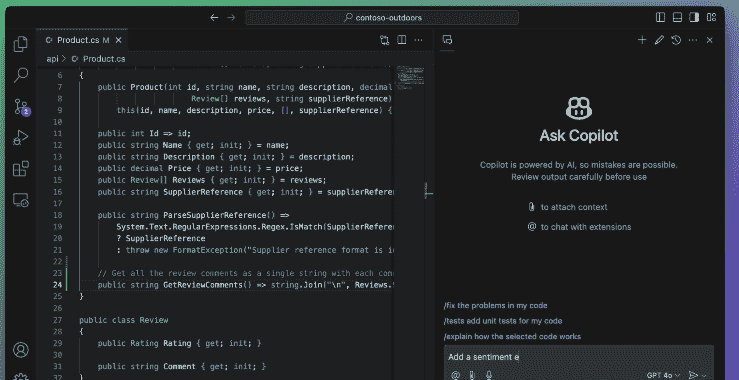 contoso-outdoors
Product.cs M
api > Product.cs
6 {
7 public Product(int id, string name, string description, decimal
8 Review[] reviews, string supplierReference)
9 this(id, name, description, price, [], supplierReference) {
10
11 public int Id => id;
12 public string Name { get; init; } = name;
13 public string Description { get; init; } = description;
14 public decimal Price { get; init; } = price;
15 public Review[] Reviews { get; init; } = reviews;
16 public string SupplierReference { get; init; } = supplierRefere
17
18 public string ParseSupplierReference() =>
19 System.Text.RegularExpressions.Regex.IsMatch(SupplierRefere
20 ? SupplierReference
21 : throw new FormatException("Supplier reference format is i
22
23 // Get all the review comments as a single string with each com
24 public string GetReviewComments() => string.Join("\n", Reviews.
25 }
26
27 public class Review
28 {
29 public Rating Rating { get; init; }
30
31 public string Comment { get; init; }
32 }
Ask Copilot
Copilot is powered by AI, so mistakes are possible.
Review output carefully before use
to attach context
@ to chat with extensions
/fix the problems in my code
/tests add unit tests for my code
/explain how the selected code works
Add a sentiment e
GPT 4o